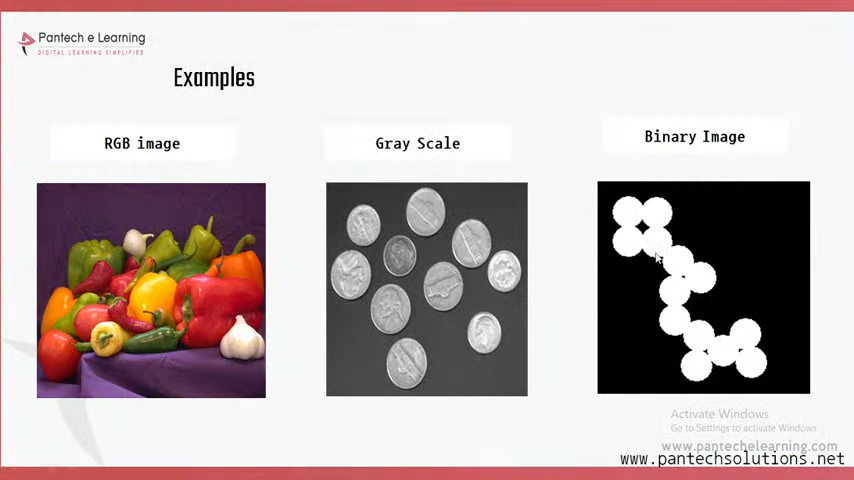 Pantech e Learning
DIGITAL LEARNING SIMPLIFIED
Examples
RGB image
Gray Scale
Binary Image
Activate Windows
Go to Settings to activate Windows
www.pantechelearning.com
www.pantechsolutions.net